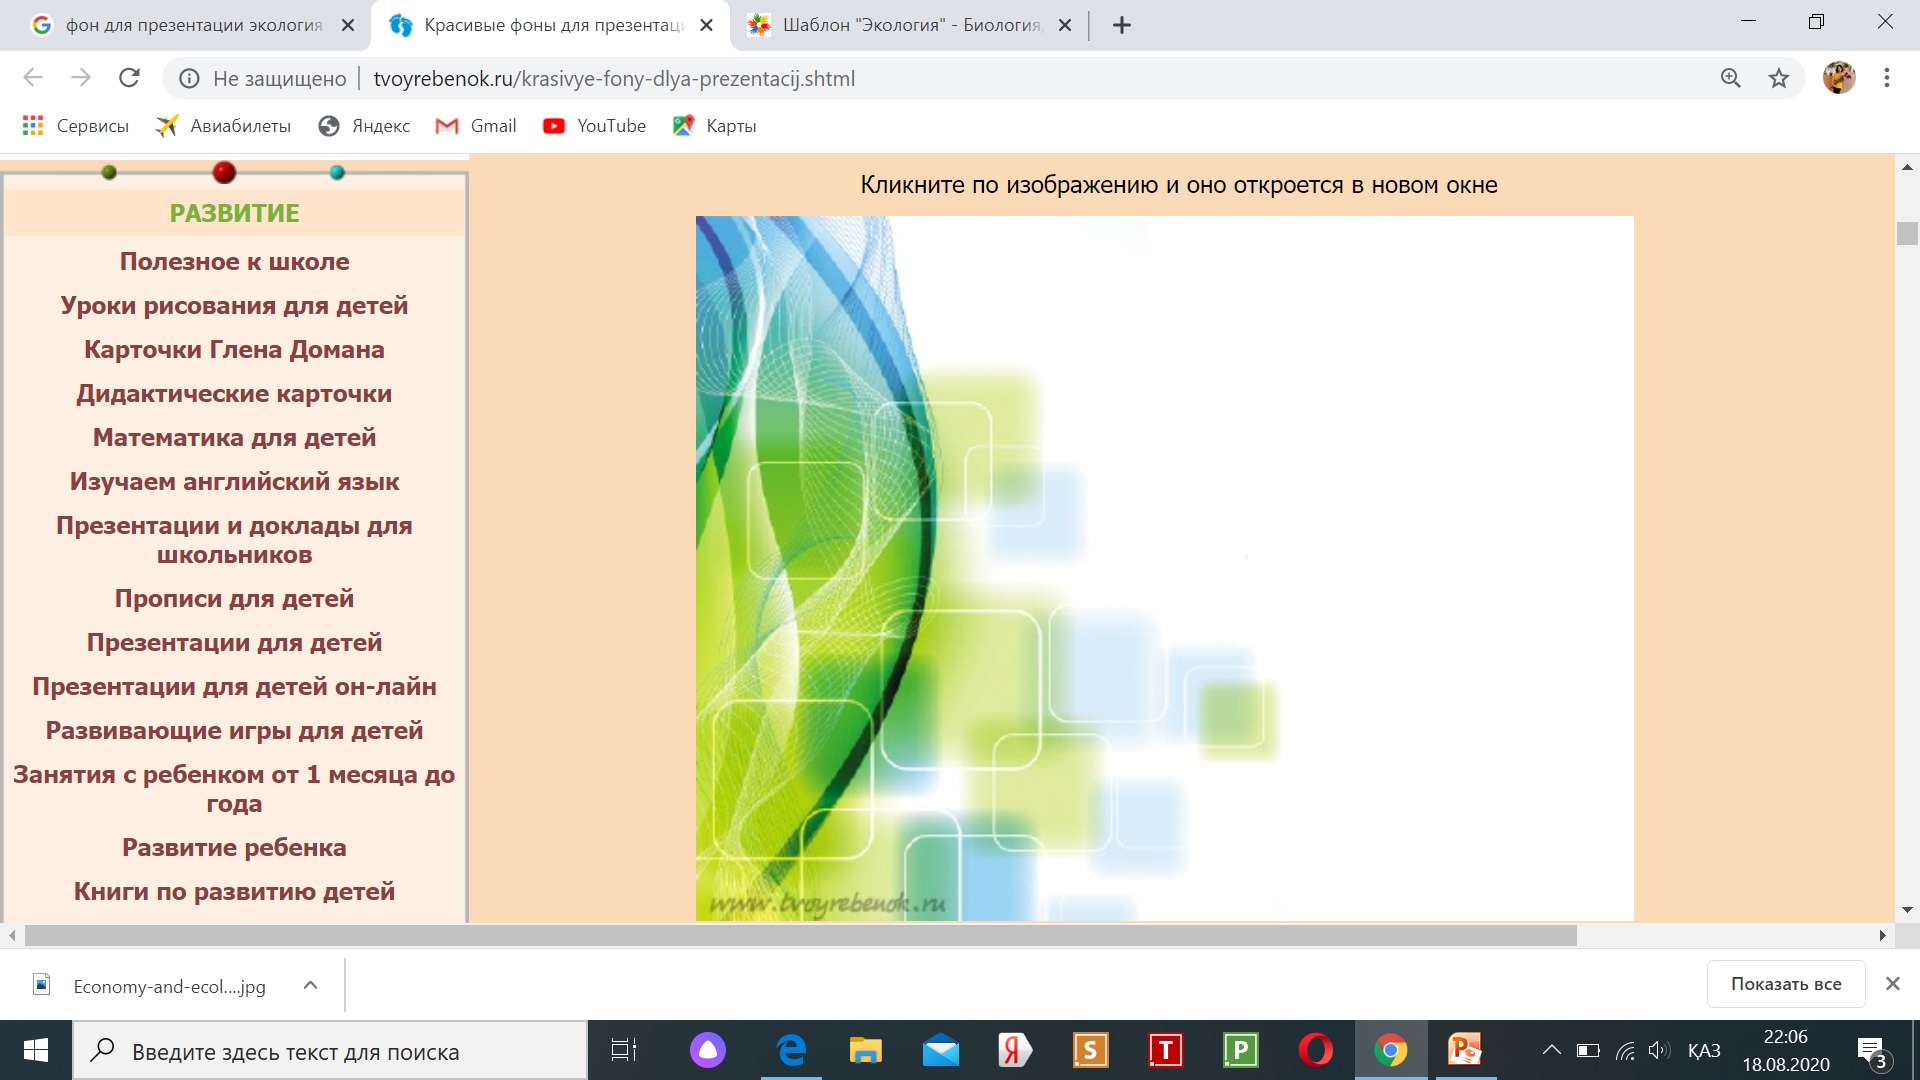 фон для презентации экология
Красивые фоны для презентаци
Шаблон "Экология" - Биология,
Не защищено
tvoyrebenok.ru/krasivye-fony-dlya-prezentacij.shtml
Сервисы
Авиабилеты
Яндекс
Gmail
YouTube
Карты
РАЗВИТИЕ
Полезное к школе
Уроки рисования для детей
Карточки Глена Домана
Дидактические карточки
Математика для детей
Изучаем английский язык
Презентации и доклады для
школьников
Прописи для детей
Презентации для детей
Презентации для детей он-лайн
Развивающие игры для детей
Занятия с ребенком от 1 месяца до
года
Развитие ребенка
Книги по развитию детей
Кликните по изображению и оно откроется в новом окне
www.tvoyrebenok.ru
Economy-and-ecol....jpg
Показать все
Введите здесь текст для поиска
Я
S
T
P
ҚАЗ
22:06
18.08.2020
3